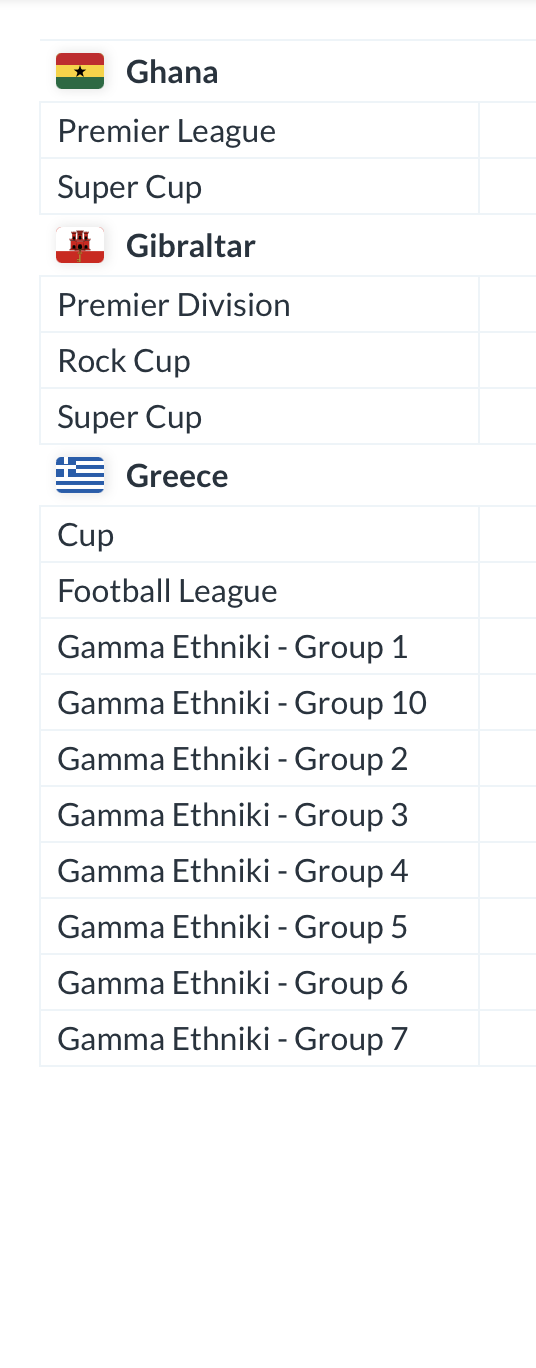 Ghana
Premier League
Super Cup
Gibraltar
Premier Division
Rock Cup
Super Cup
Greece
Cup
Football League
Gamma Ethniki - Group 1
Gamma Ethniki - Group 10
Gamma Ethniki - Group 2
Gamma Ethniki - Group 3
Gamma Ethniki - Group 4
Gamma Ethniki - Group 5
Gamma Ethniki - Group 6
Gamma Ethniki - Group 7